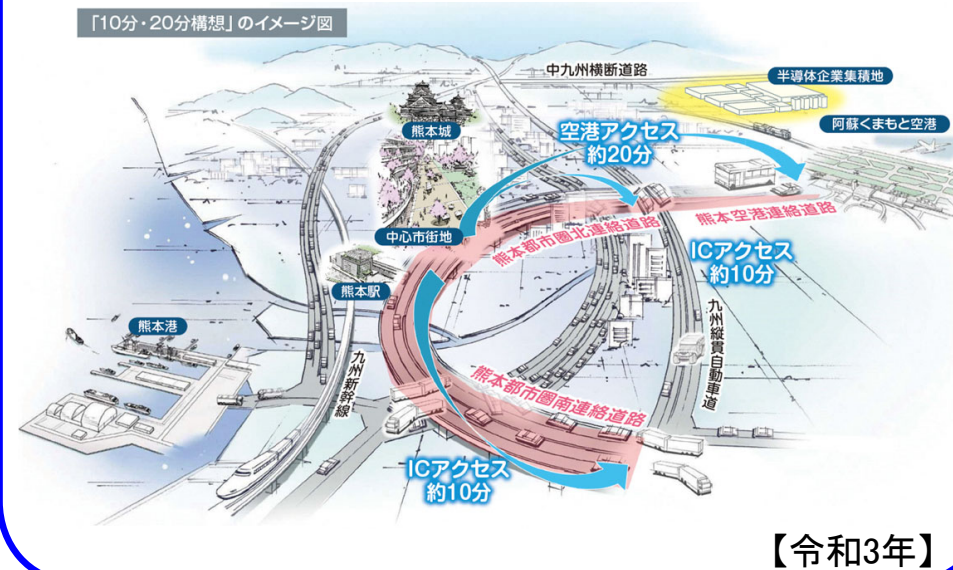 「10分・20分構想」のイメージ図
中九州横断道路
半導体企業集積地
熊本城
空港アクセス
約20分
阿蘇くまもと空港
中心市街地
熊本都市圏北連絡道路
熊本空港連絡道路
ICアクセス
約10分
熊本駅
熊本港
九州新幹線
熊本都市圏南連絡道路
九州縦貫自動車道
ICアクセス
約10分
【令和3年】